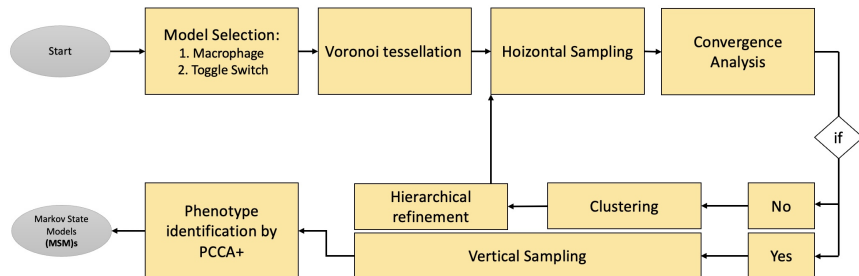 Start
Model Selection:
1. Macrophage
2. Toggle Switch
Voronoi tessellation
Hoizontal Sampling
Convergence
Analysis
if
No
Clustering
Hierarchical
refinement
Yes
Vertical Sampling
Phenotype
identification by
PCCA+
Markov State
Models
(MSM)s